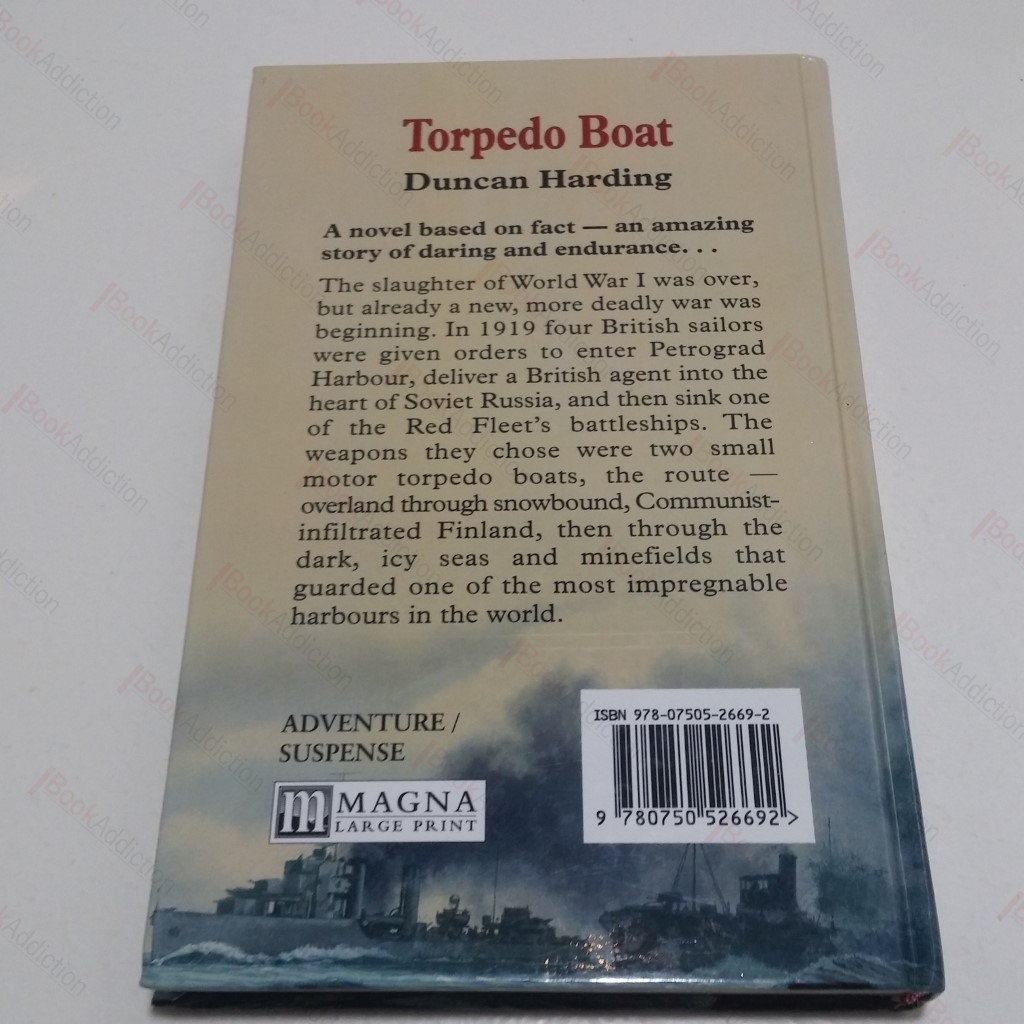 Torpedo Boat
Duncan Harding
A novel based on fact — an amazing
story of daring and endurance. . .
The slaughter of World War I was over,
but already a new, more deadly war was
beginning. In 1919 four British sailors
were given orders to enter Petrograd
Harbour, deliver a British agent into the
heart of Soviet Russia, and then sink one
of the Red Fleet's battleships. The
weapons they chose were two small
motor torpedo boats, the route —
overland through snowbound, Communist-
infiltrated Finland, then through the
dark, icy seas and minefields that
guarded one of the most impregnable
harbours in the world.
ADVENTURE /
SUSPENSE
m MAGNA
LARGE PRINT
ISBN 978-07505-2669-2
9 780750 526692 >
BookAddiction